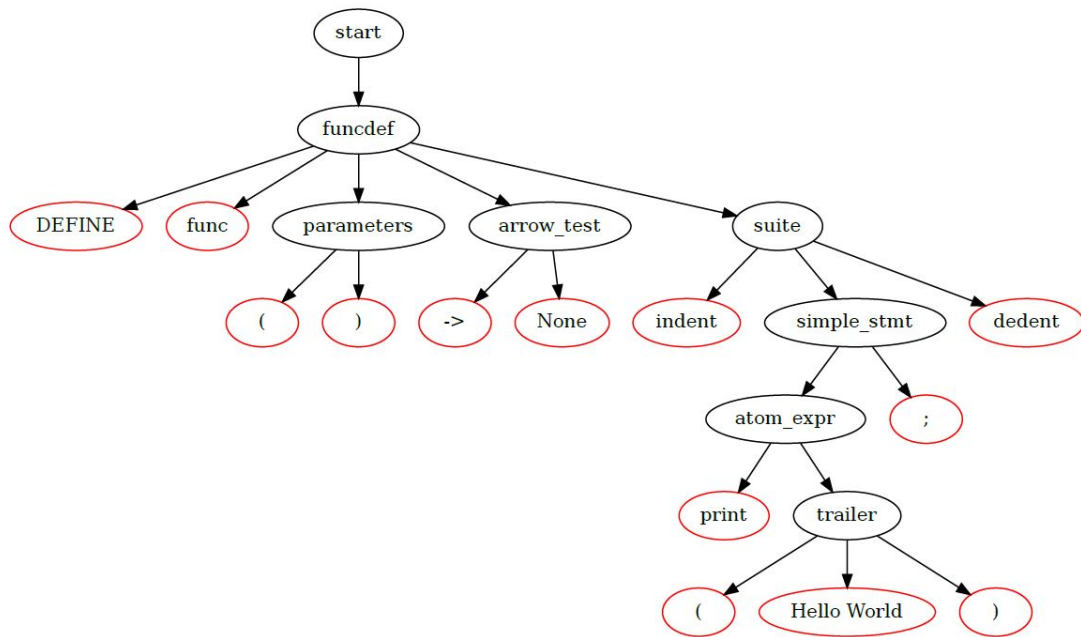 start
funcdef
DEFINE func parameters arrow_test suite
( ) -> None indent simple_stmt dedent
atom_expr ;
print trailer
( Hello World )